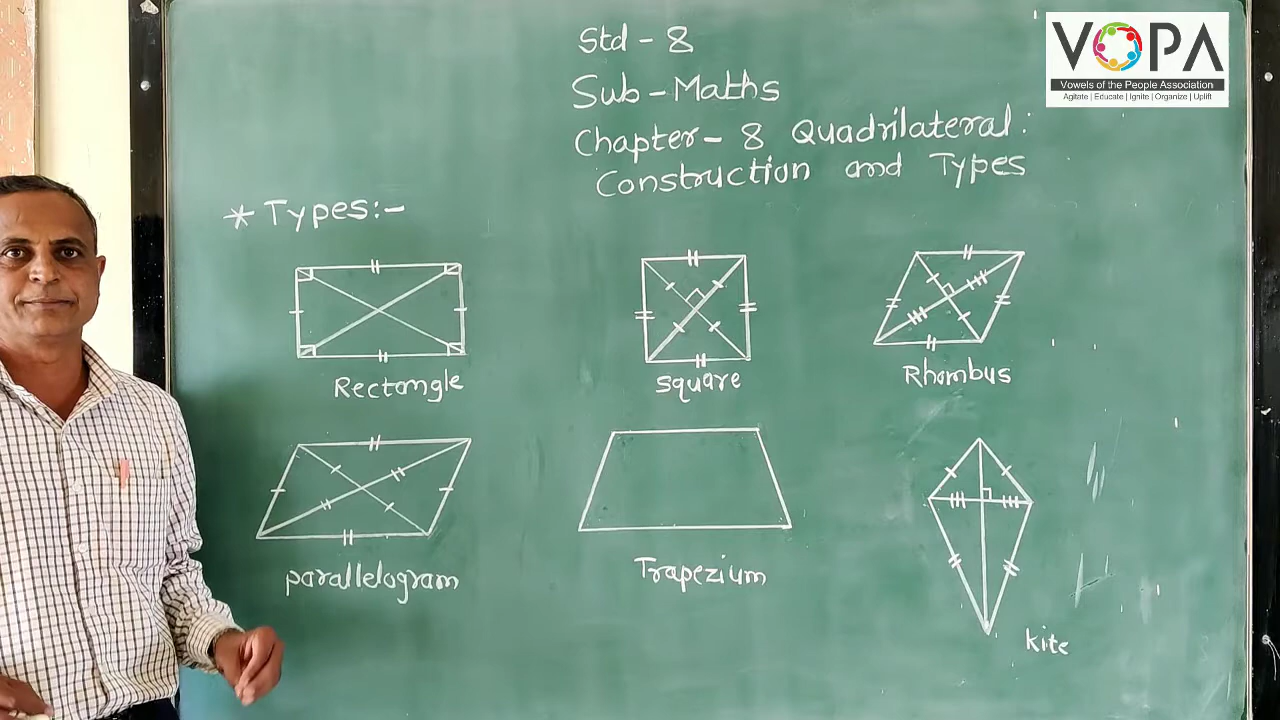 Std - 8
Sub - Maths
Chapter - 8 Quadrilateral :
Construction and Types
* Types:-
Rectangle
square
Rhombus
parallelogram
Trapezium
kite
VOPA
Vowels of the People Association
Agitate | Educate | Ignite | Organize | Uplift